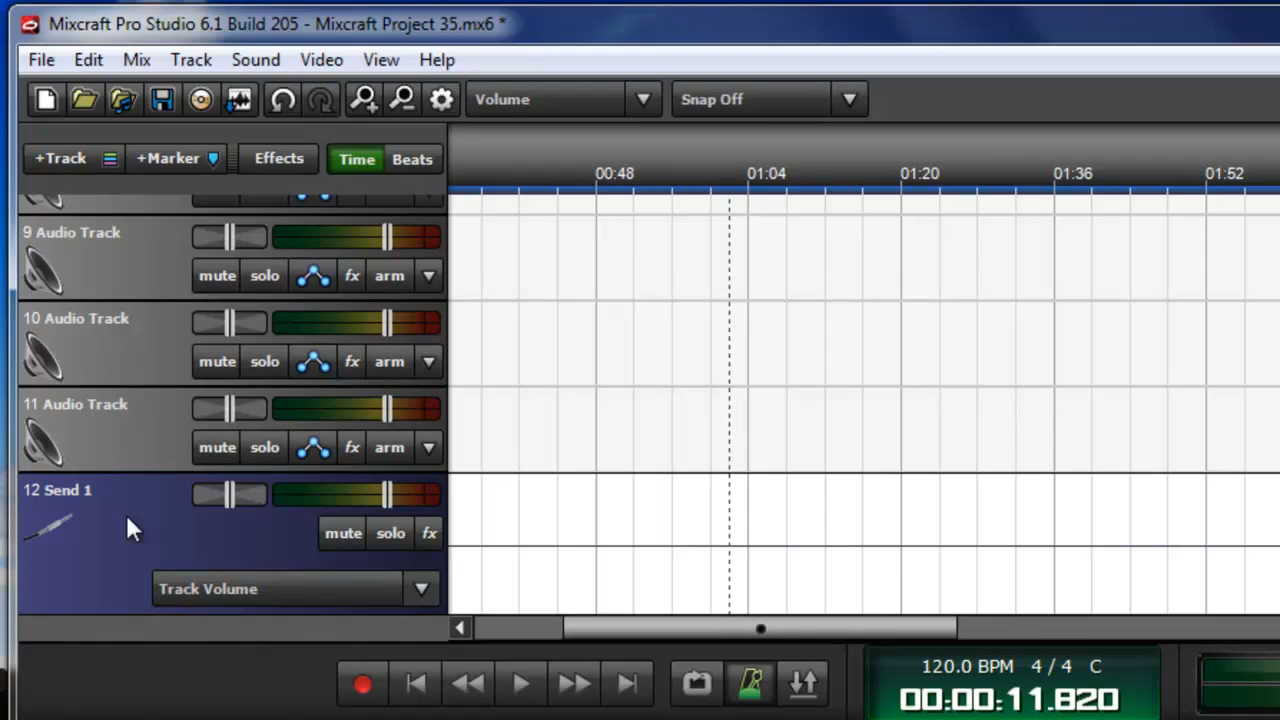 Mixcraft Pro Studio 6.1 Build 205 - Mixcraft Project 35.mx6 *
File Edit Mix Track Sound Video View Help
Volume Snap Off
+Track +Marker Effects Time Beats
00:48 01:04 01:20 01:36 01:52
9 Audio Track
mute solo fx arm
10 Audio Track
mute solo fx arm
11 Audio Track
mute solo fx arm
12 Send 1
mute solo fx
Track Volume
120.0 BPM 4 / 4 C
00:00:11.820